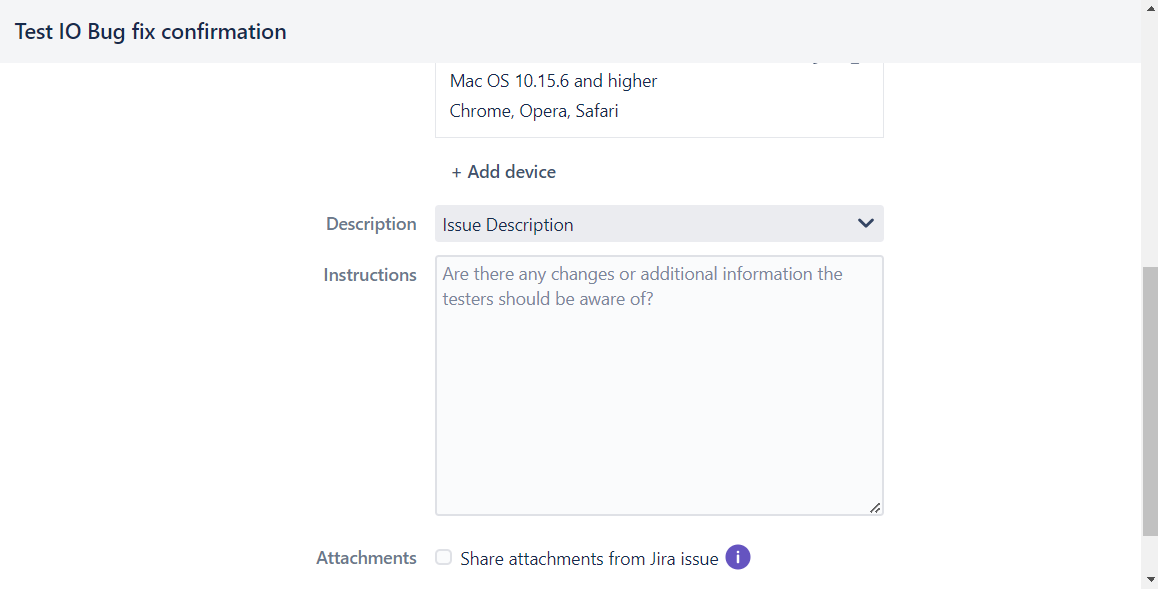 Test IO Bug fix confirmation
Mac OS 10.15.6 and higher
Chrome, Opera, Safari
+ Add device
Description
Issue Description
Instructions
Are there any changes or additional information the
testers should be aware of?
Attachments
Share attachments from Jira issue
i